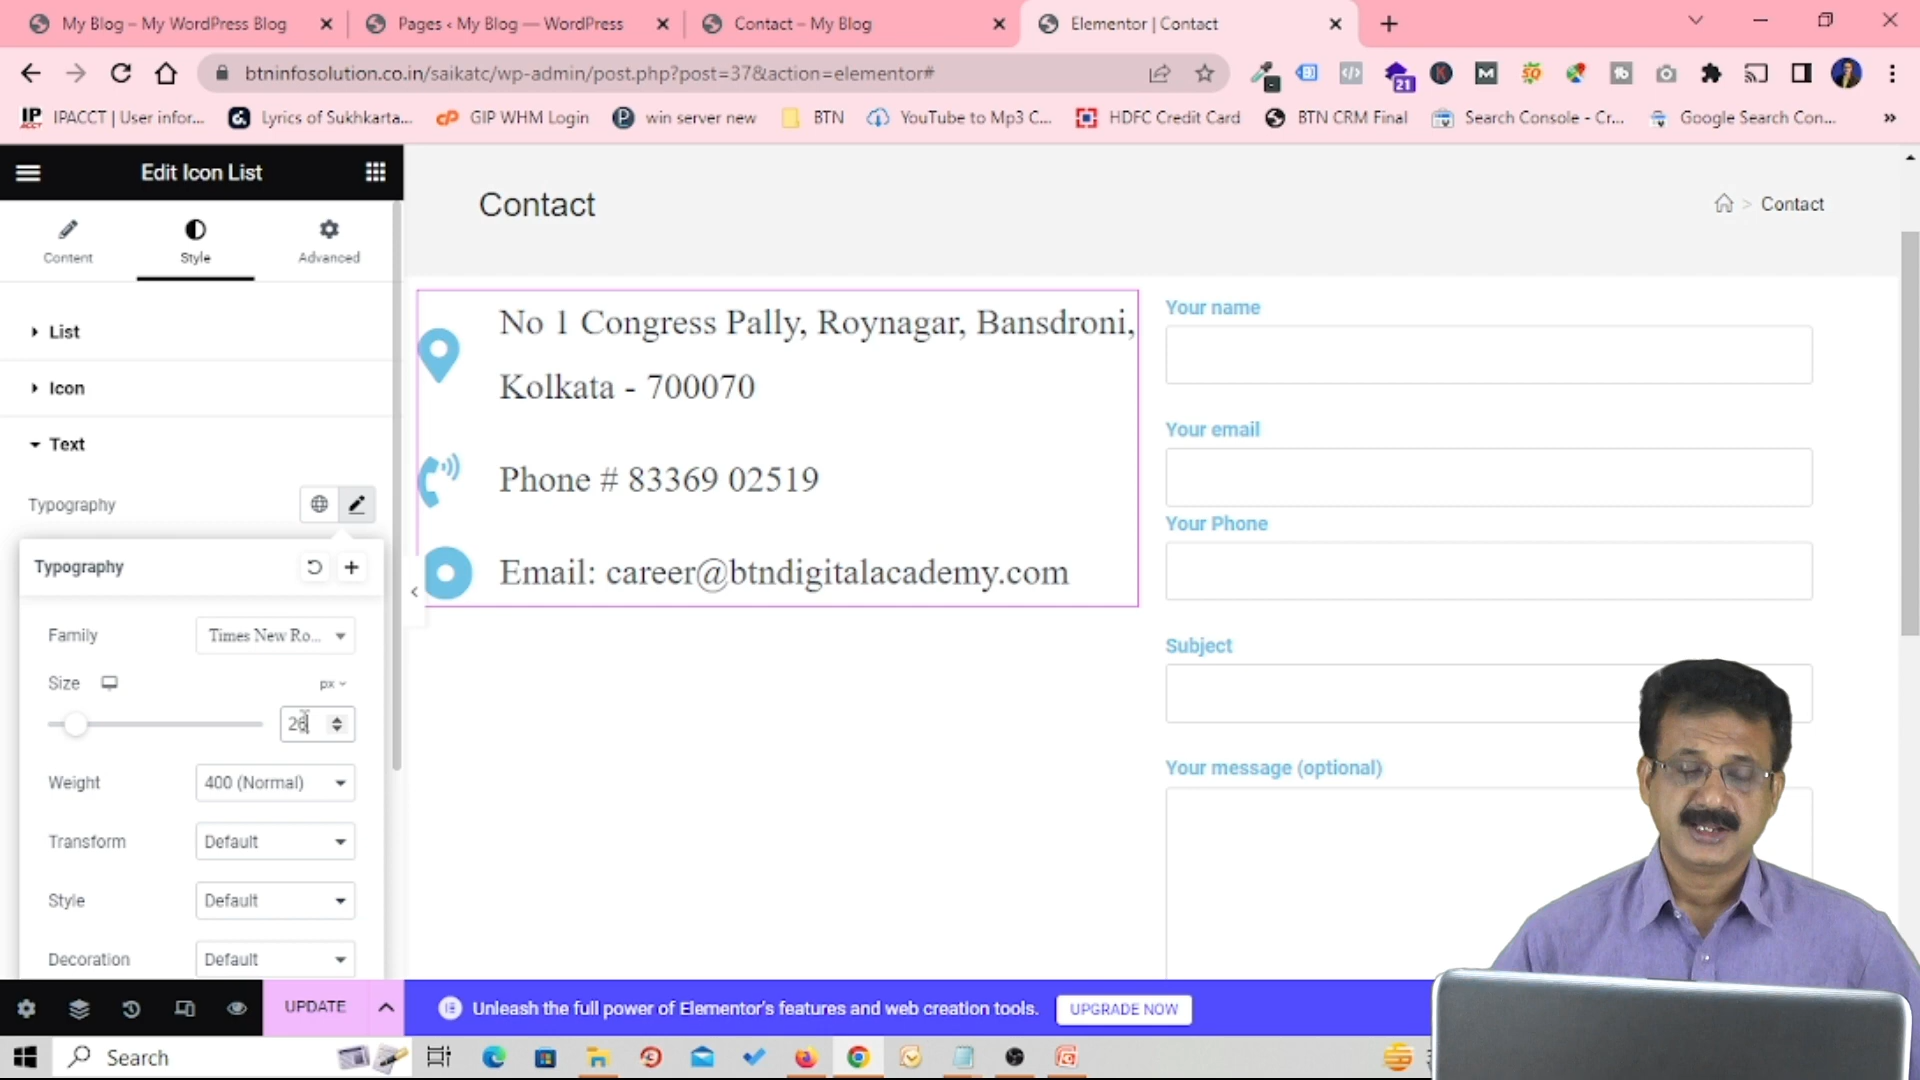 My Blog – My WordPress Blog
Pages ‹ My Blog — WordPress
Contact – My Blog
Elementor | Contact
btninfosolution.co.in/saikatc/wp-admin/post.php?post=37&action=elementor#
21
IPACCT | User infor...
Lyrics of Sukhkarta...
GIP WHM Login
win server new
BTN
YouTube to Mp3 C...
HDFC Credit Card
BTN CRM Final
Search Console - Cr...
Google Search Con...
Edit Icon List
Content
Style
Advanced
List
Icon
Text
Typography
Typography
Family
Times New Ro...
Size
px
Weight
400 (Normal)
Transform
Default
Style
Default
Decoration
Default
UPDATE
Contact
Contact
No 1 Congress Pally, Roynagar, Bansdroni,
Kolkata - 700070
Phone # 83369 02519
Email: career@btndigitalacademy.com
Your name
Your email
Your Phone
Subject
Your message (optional)
Unleash the full power of Elementor's features and web creation tools.
UPGRADE NOW
Search